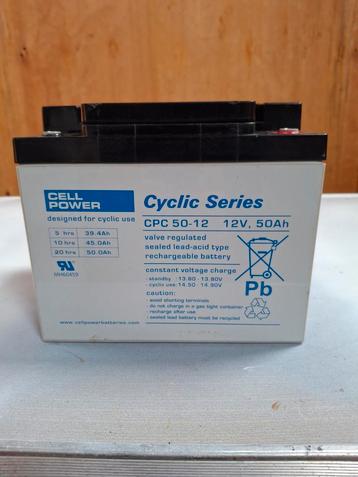 CELL
POWER
designed for cyclic use
5 hrs 39.4Ah
10 hrs 45.0Ah
20 hrs 50.0Ah
MH60459
www.cellpowerbatteries.com
Cyclic Series
CPC 50-12 12V, 50Ah
valve regulated
sealed lead-acid type
rechargeable battery
constant voltage charge
- standby :13.60 - 13.80V
- cyclic use:14.50 - 14.90V
caution:
- avoid shorting terminals
- do not charge in a gas tight container
- recharge after use
- sealed lead battery must be recycled
Pb